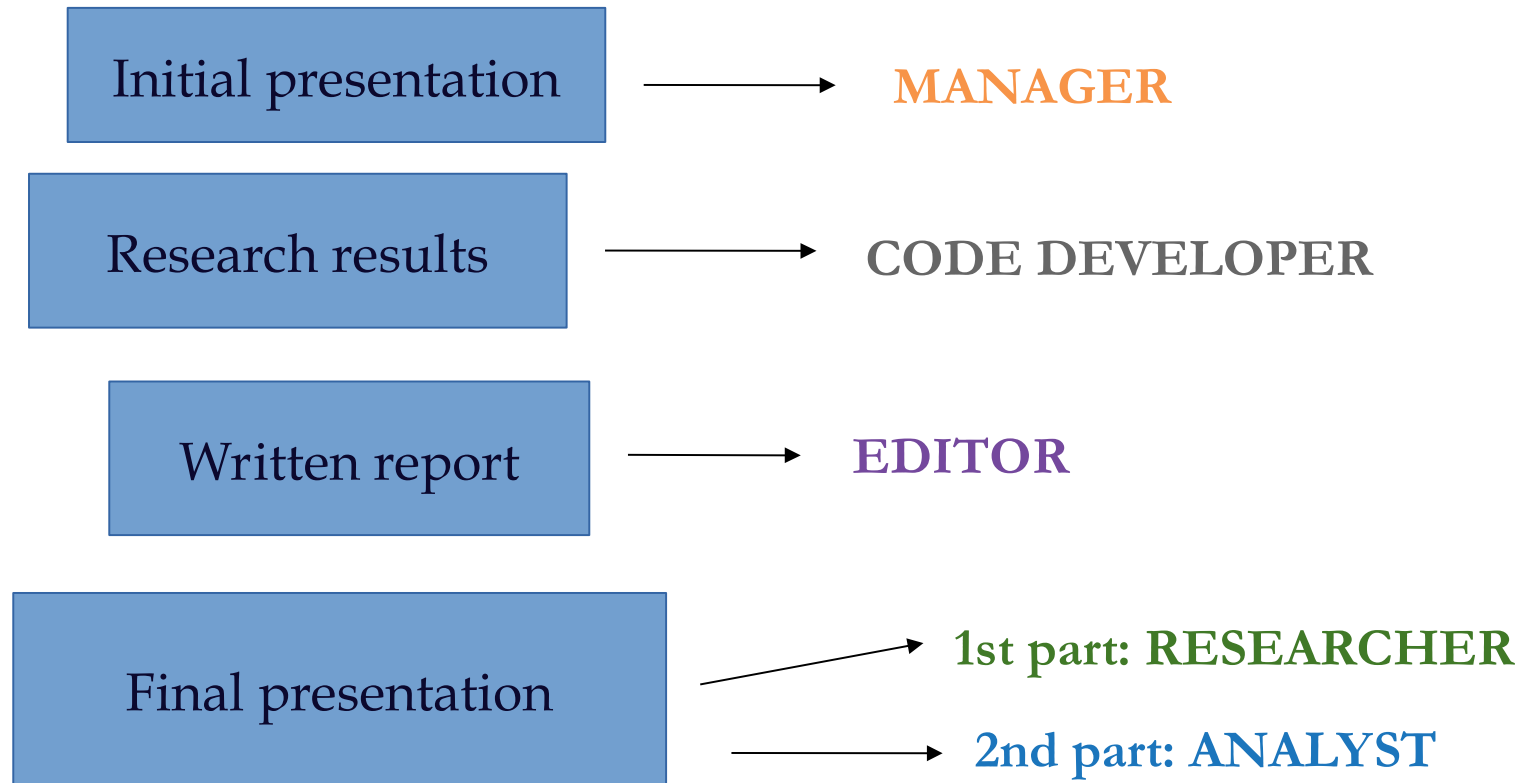 Initial presentation
MANAGER
Research results
CODE DEVELOPER
Written report
EDITOR
Final presentation
1st part: RESEARCHER
2nd part: ANALYST